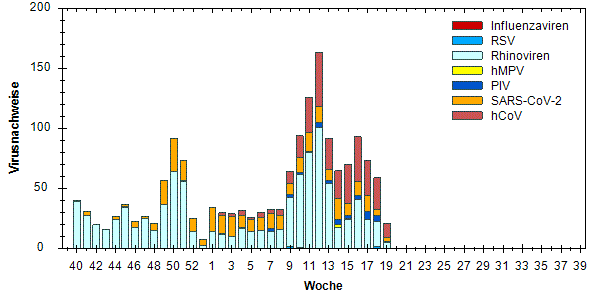 200
150
100
50
0
Virusnachweise
Influenzaviren
RSV
Rhinoviren
hMPV
PIV
SARS-CoV-2
hCoV
40 42 44 46 48 50 52 1 3 5 7 9 11 13 15 17 19 21 23 25 27 29 31 33 35 37 39
Woche